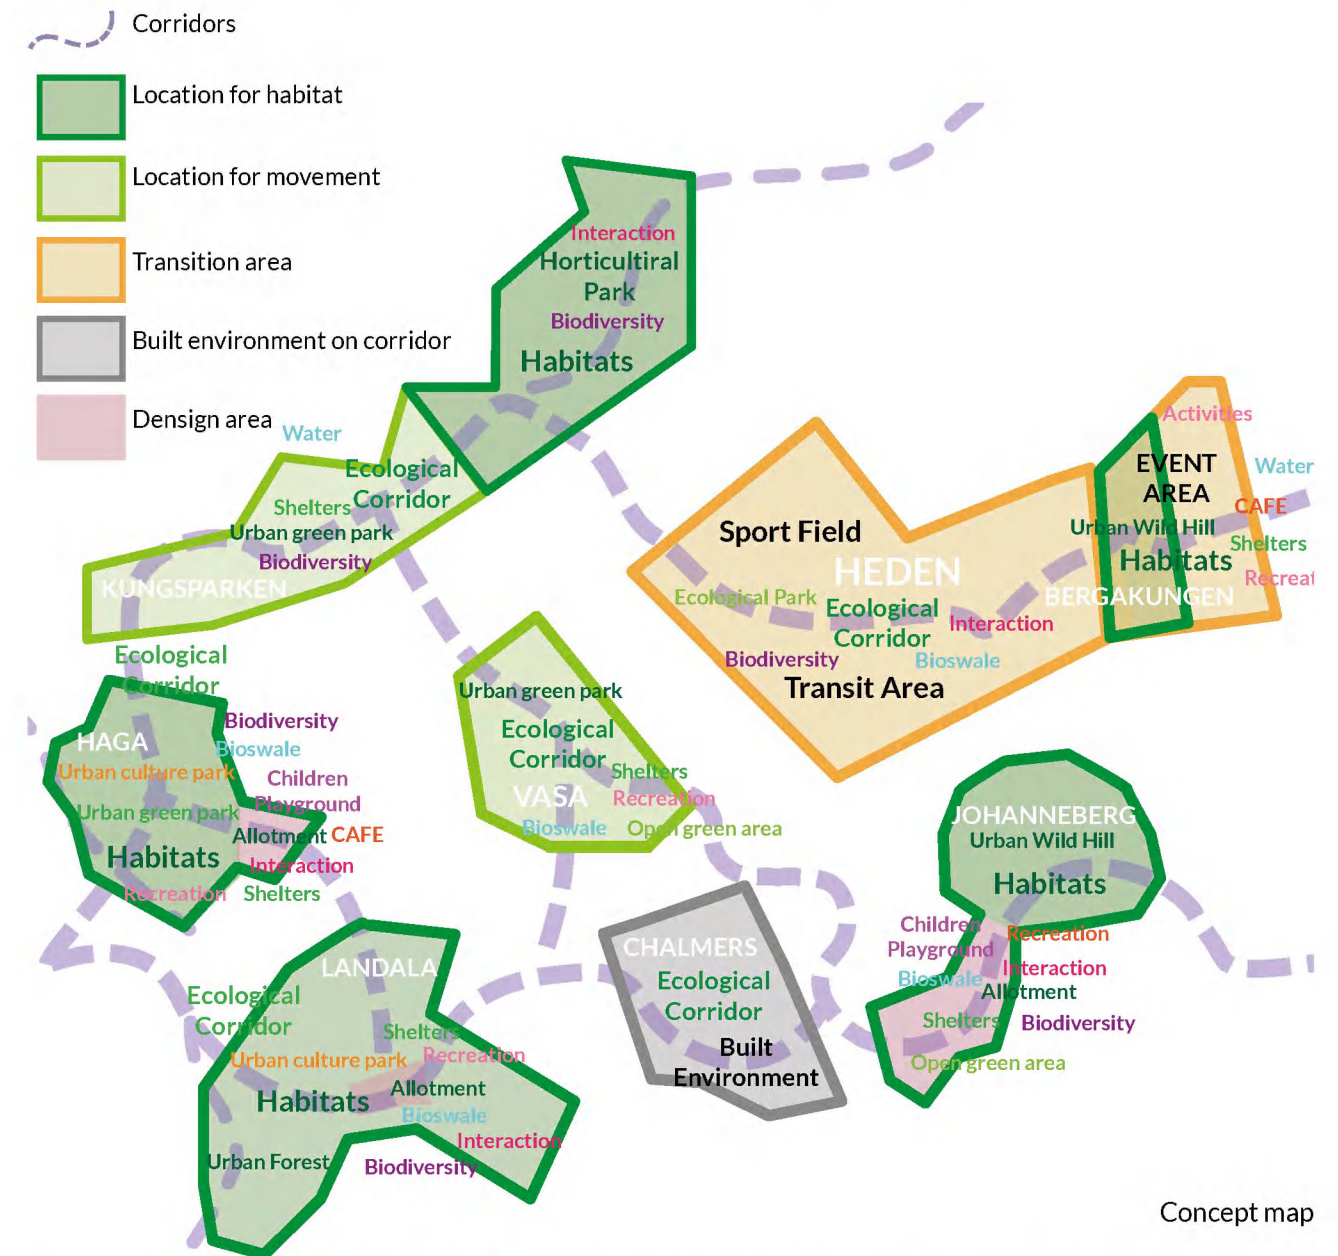 Corridors
Location for habitat
Location for movement
Transition area
Built environment on corridor
Densign area
Interaction
Horticultiral
Park
Biodiversity
Habitats
Water
Ecological
Corridor
Shelters
Urban green park
Biodiversity
KUNGSPARKEN
Activities
EVENT
AREA
Water
CAFE
Urban Wild Hill
Shelters
Habitats
Recreat
BERGAKUNGEN
Sport Field
HEDEN
Ecological Park
Ecological
Corridor
Interaction
Biodiversity
Bioswale
Transit Area
Ecological
Corridor
HAGA
Biodiversity
Bioswale
Urban culture park
Children
Playground
Urban green park
Allotment
CAFE
Habitats
Interaction
Recreation
Shelters
Urban green park
Ecological
Corridor
Shelters
VASA
Recreation
Bioswale
Open green area
JOHANNEBERG
Urban Wild Hill
Habitats
Children
Playground
Recreation
Bioswale
Interaction
Allotment
Shelters
Biodiversity
Open green area
CHALMERS
Ecological
Corridor
Built
Environment
LANDALA
Ecological
Corridor
Shelters
Urban culture park
Recreation
Allotment
Habitats
Bioswale
Interaction
Urban Forest
Biodiversity
Concept map